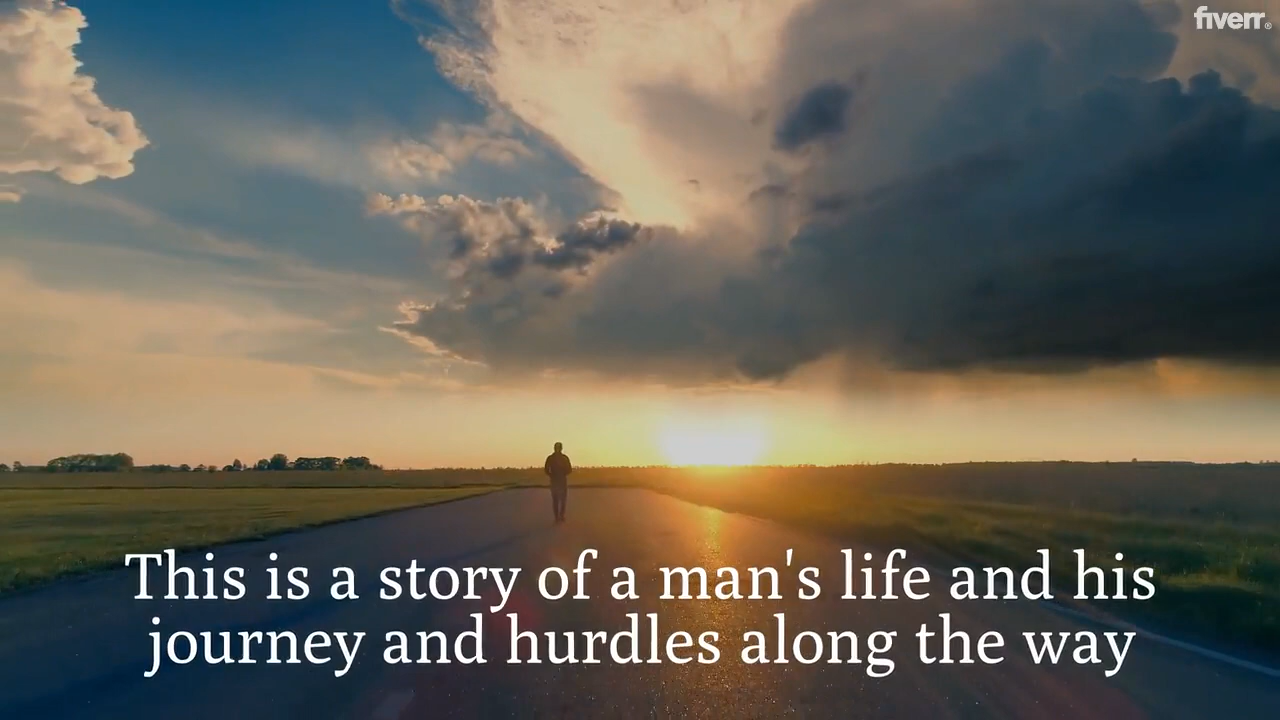 fiverr®
This is a story of a man's life and his
journey and hurdles along the way